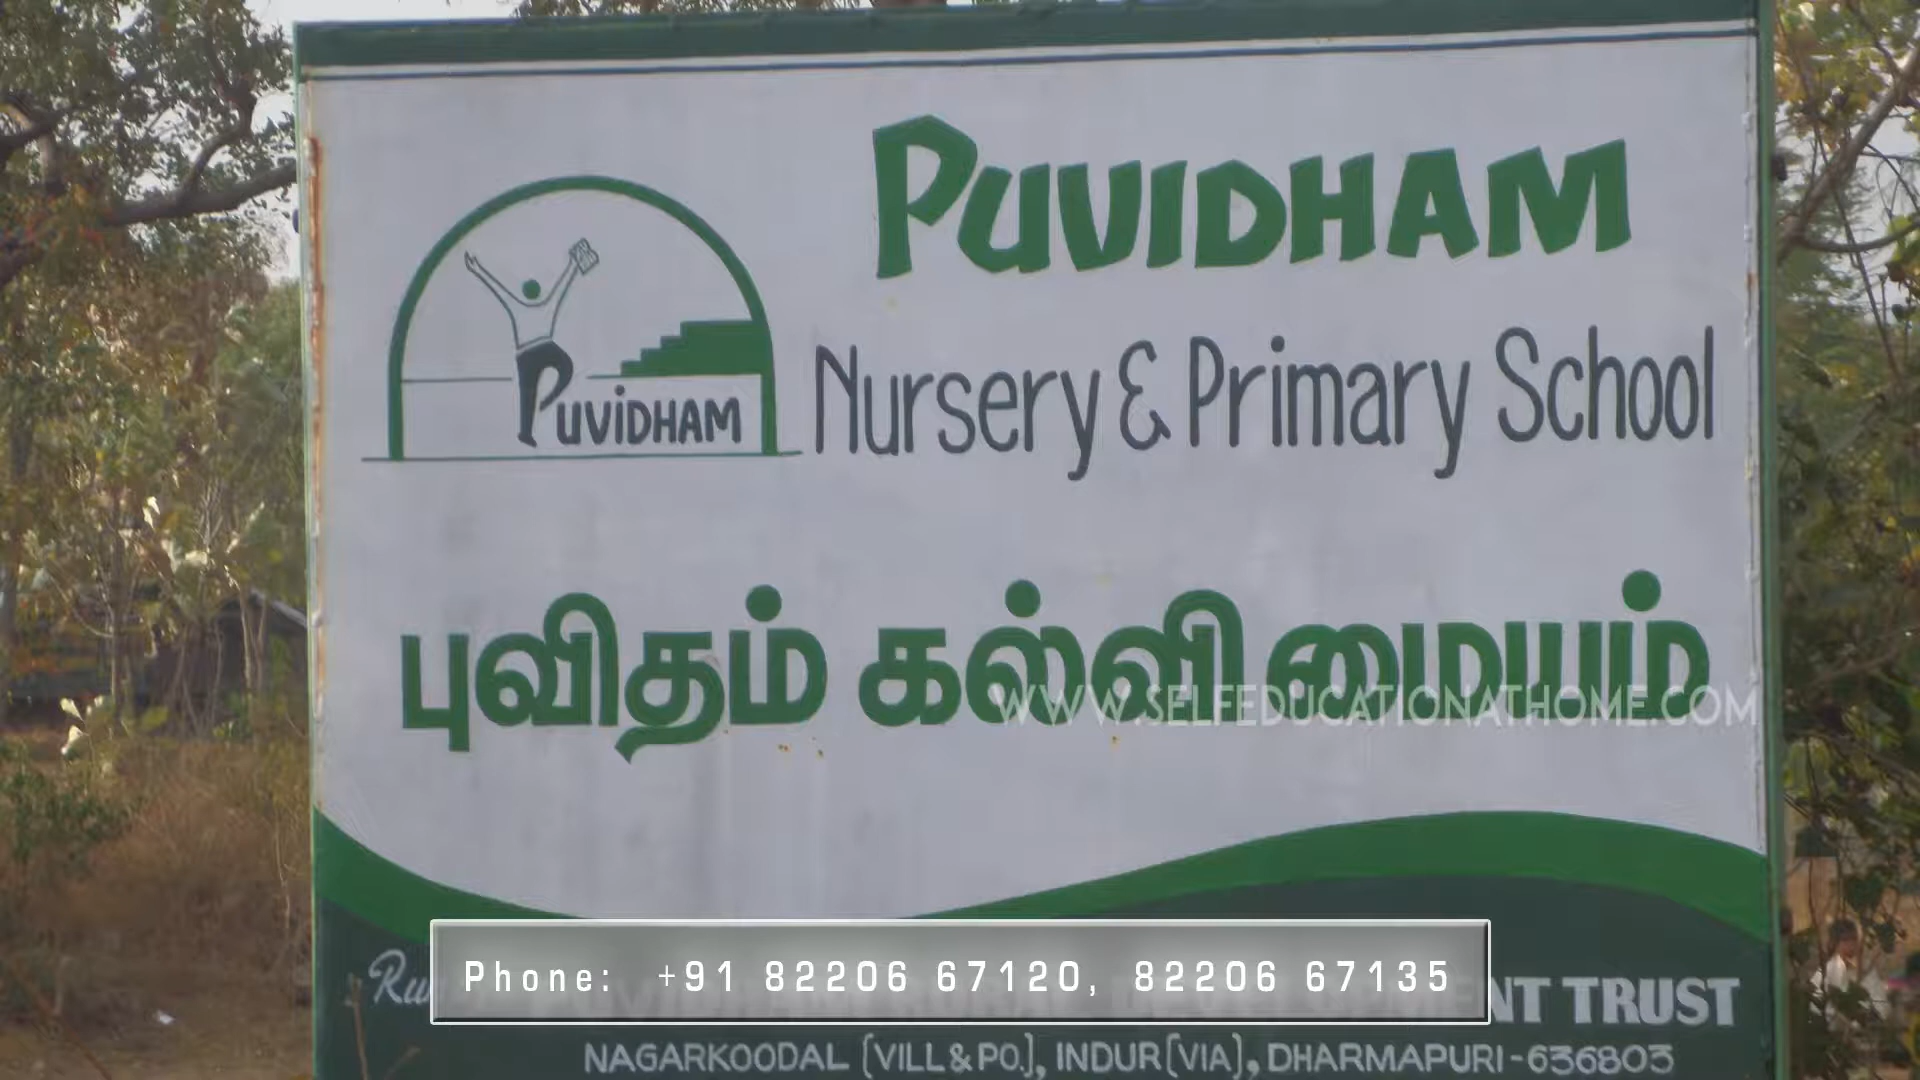 PUVIDHAM
PUVIDHAM
Nursery & Primary School
புவிதம் கல்வி மையம்
WWW.SELFEDUCATIONATHOME.COM
Phone: +91 82206 67120, 82206 67135
TRUST
NAGARKOODAL (VILL & PO.), INDUR (VIA), DHARMAPURI-636803